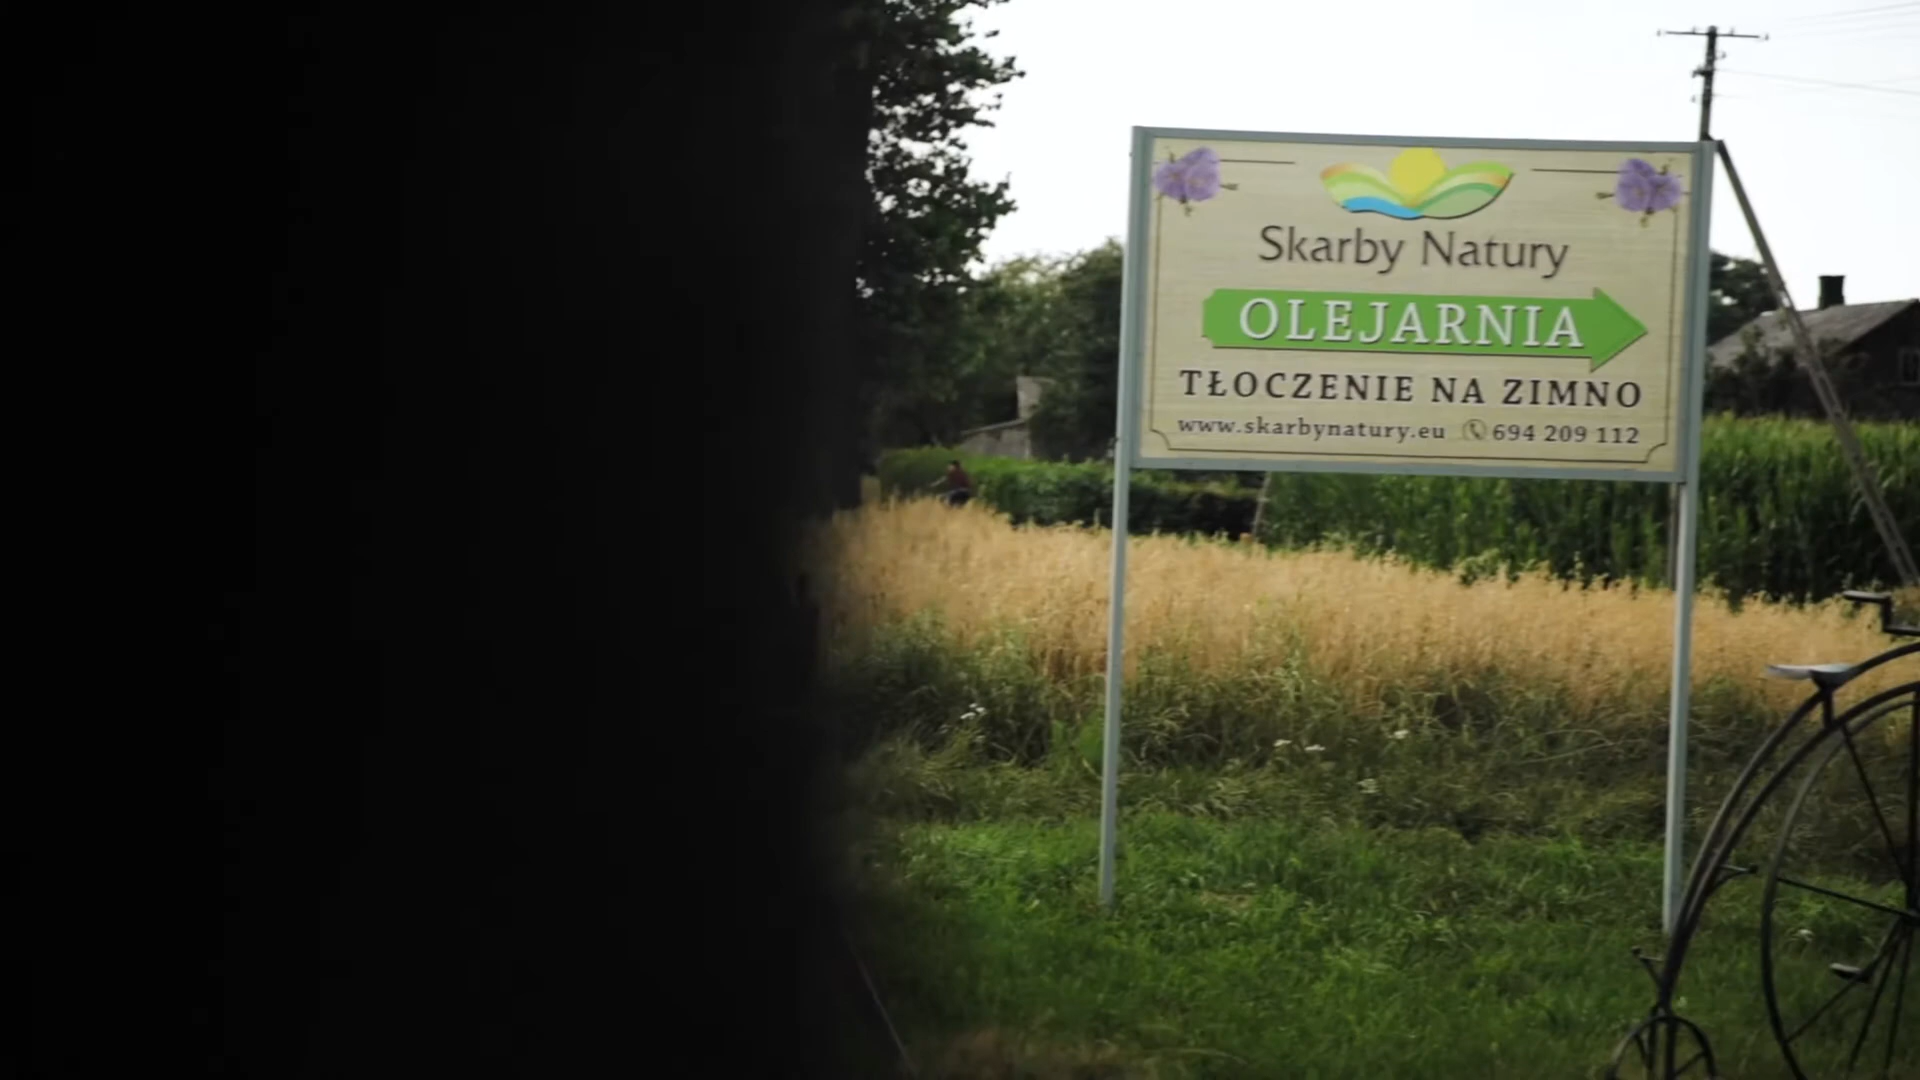 Skarby Natury
OLEJARNIA
TŁOCZENIE NA ZIMNO
www.skarbynatury.eu 694 209 112